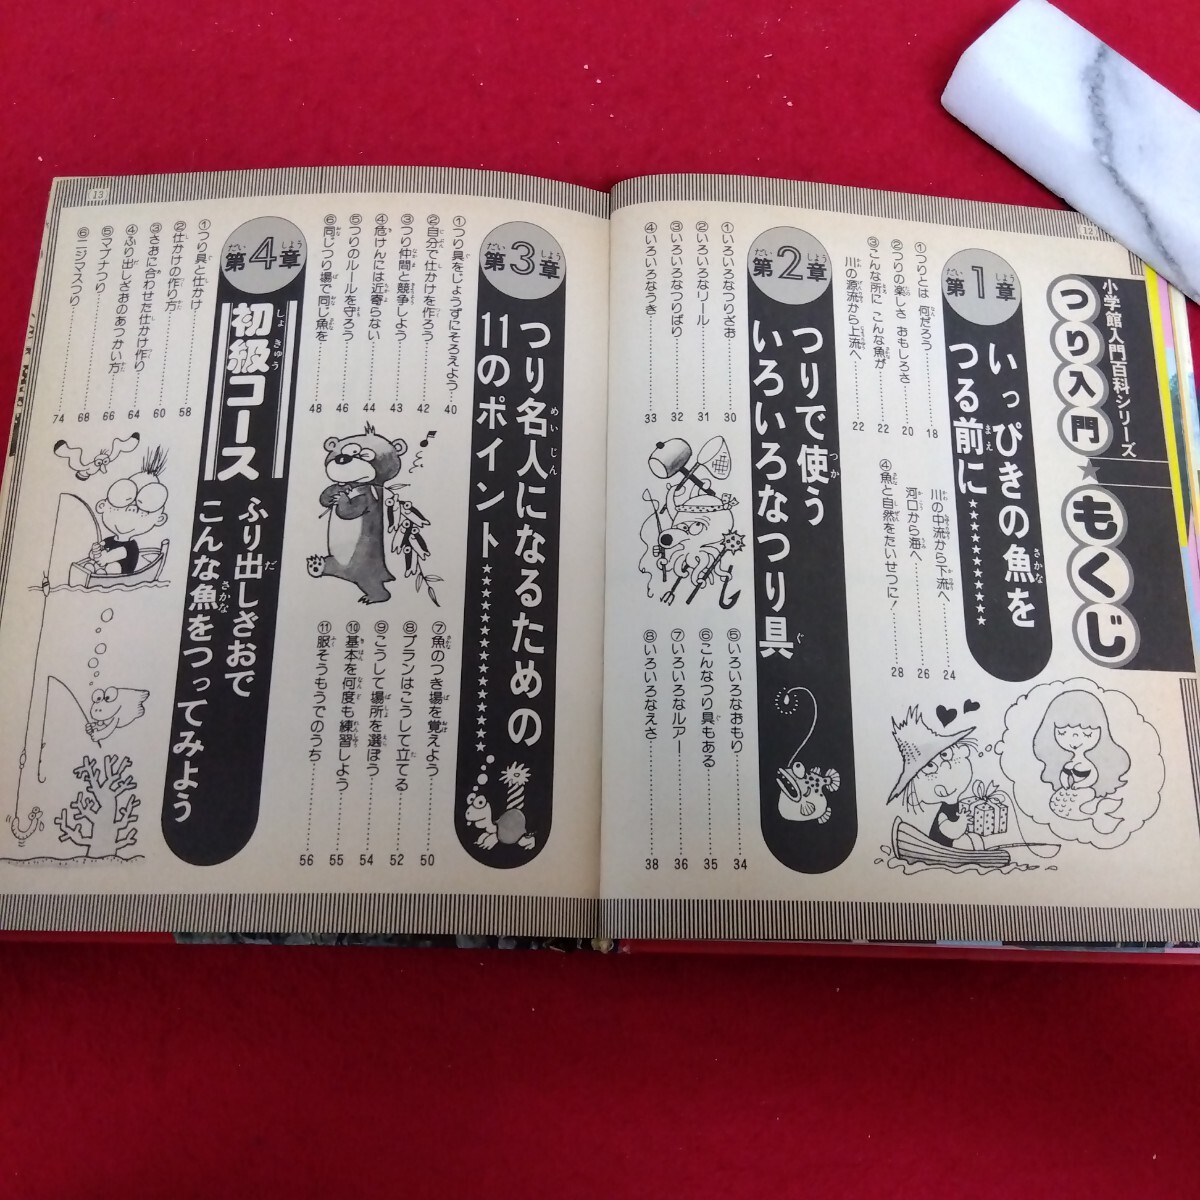 小学館入門百科シリーズ
つり入門★もくじ
12
第1章
いっぴきの魚を
つる前に
①つりとは 何だろう 18
②つりの楽しさ おもしろさ 20
③こんな所に こんな魚が 22
川の源流から上流へ 22
川の中流から下流へ 24
河口から海へ 26
④魚と自然をたいせつに! 28
第2章
つりで使う
いろいろなつり具
①いろいろなつりざお 30
②いろいろなリール 31
③いろいろなつりばり 32
④いろいろなうき 33
⑤いろいろなおもり 34
⑥こんなつり具もある 35
⑦いろいろなルアー 36
⑧いろいろなえさ 38
第3章
つり名人になるための
11のポイント
①つり具をじょうずにそろえよう 40
②自分で仕かけを作ろう 42
③つり仲間と競争しよう 43
④危けんには近寄らない 44
⑤つりのルールを守ろう 46
⑥同じつり場で同じ魚を 48
⑦魚のつき場を覚えよう 50
⑧プランはこうして立てる 52
⑨こうして場所を選ぼう 54
⑩基本を何度も練習しよう 55
⑪服そうもうでのうち 56
第4章
初級コース
ふり出しざおで
こんな魚をつってみよう
①つり具と仕かけ 58
②仕かけの作り方 60
③さおに合わせた仕かけ作り 64
④ふり出しざおのあつかい方 66
⑤マブナつり 68
⑥ニジマスつり 74
13